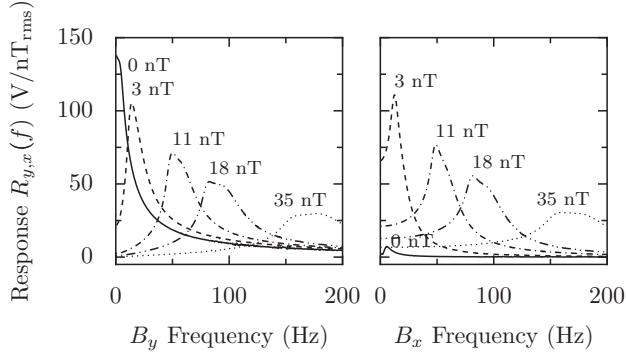 Response R_{y,x}(f) (V/nT_{rms})
150
100
50
0
0 nT
3 nT
11 nT
18 nT
35 nT
0 100 200
B_y Frequency (Hz)
3 nT
11 nT
18 nT
35 nT
0 nT
0 100 200
B_x Frequency (Hz)